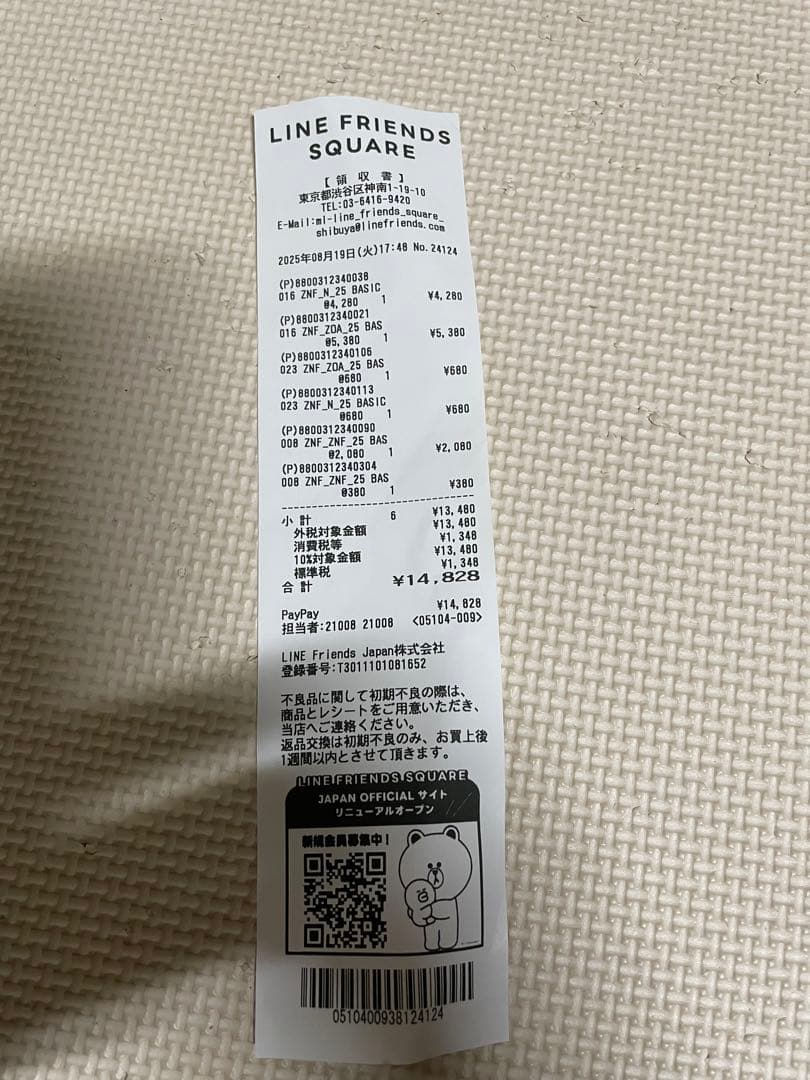 LINE FRIENDS
SQUARE
【 領 収 書 】
東京都渋谷区神南1-19-10
TEL:03-6416-9420
E-Mail:ml-line_friends_square_
shibuya@linefriends.com
2025年08月19日(火)17:48 No.24124
(P)8800312340038
016 ZNF_N_25 BASIC
@4,280 1 ¥4,280
(P)8800312340021
016 ZNF_ZOA_25 BAS
@5,380 1 ¥5,380
(P)8800312340106
023 ZNF_ZOA_25 BAS
@680 1 ¥680
(P)8800312340113
023 ZNF_N_25 BASIC
@680 1 ¥680
(P)8800312340090
008 ZNF_ZNF_25 BAS
@2,080 1 ¥2,080
(P)8800312340304
008 ZNF_ZNF_25 BAS
@380 1 ¥380
小 計 6 ¥13,480
外税対象金額 ¥13,480
消費税等 ¥1,348
10%対象金額 ¥13,480
標準税 ¥1,348
合 計 ¥14,828
PayPay ¥14,828
担当者:21008 21008 <05104-009>
LINE Friends Japan株式会社
登録番号:T3011101081652
不良品に関して初期不良の際は、
商品とレシートをご用意いただき、
当店へご連絡ください。
返品交換は初期不良のみ、お買上後
1週間以内とさせて頂きます。
LINE FRIENDS SQUARE
JAPAN OFFICIAL サイト
リニューアルオープン
新規会員募集中！
0510400938124124